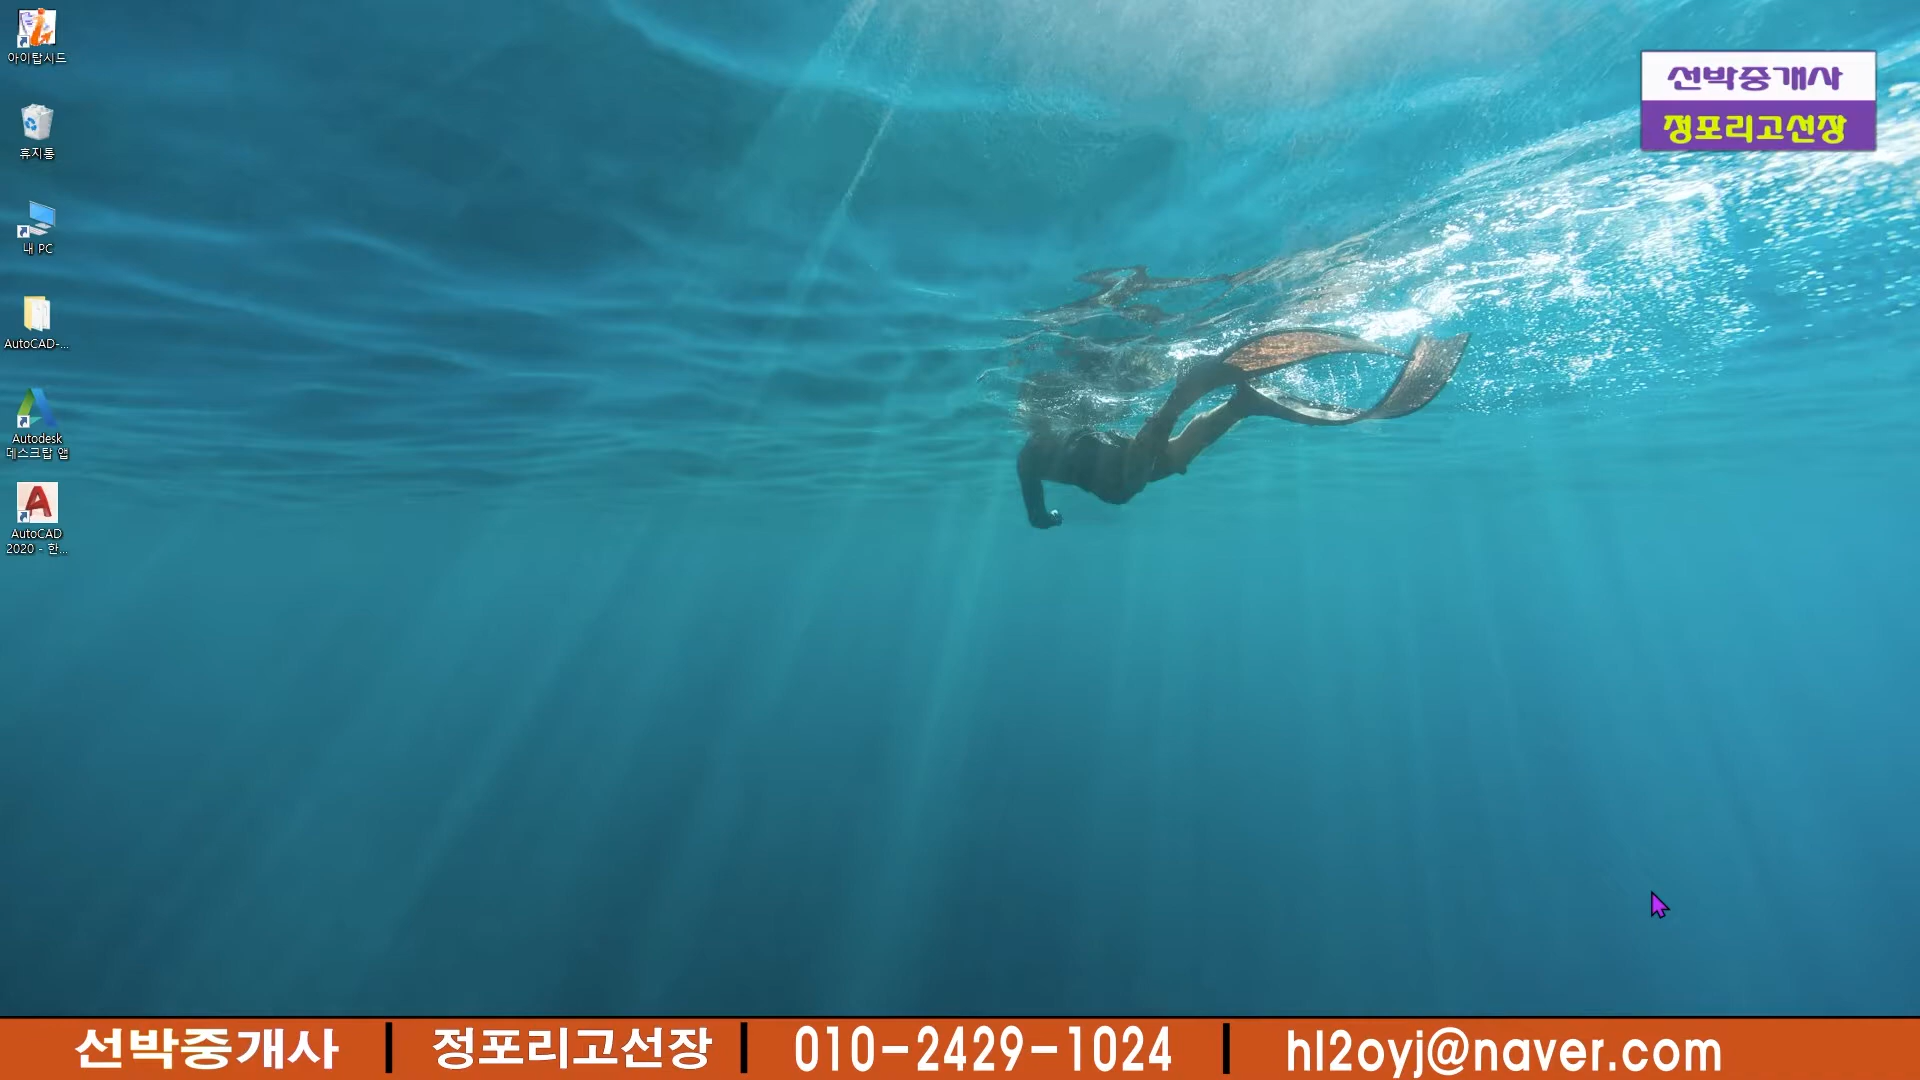 아이탑시드
휴지통
내 PC
AutoCAD-...
Autodesk
데스크탑 앱
AutoCAD
2020 - 한...
선박중개사
정포리고선장
선박중개사 | 정포리고선장 | 010-2429-1024 | hl2oyj@naver.com